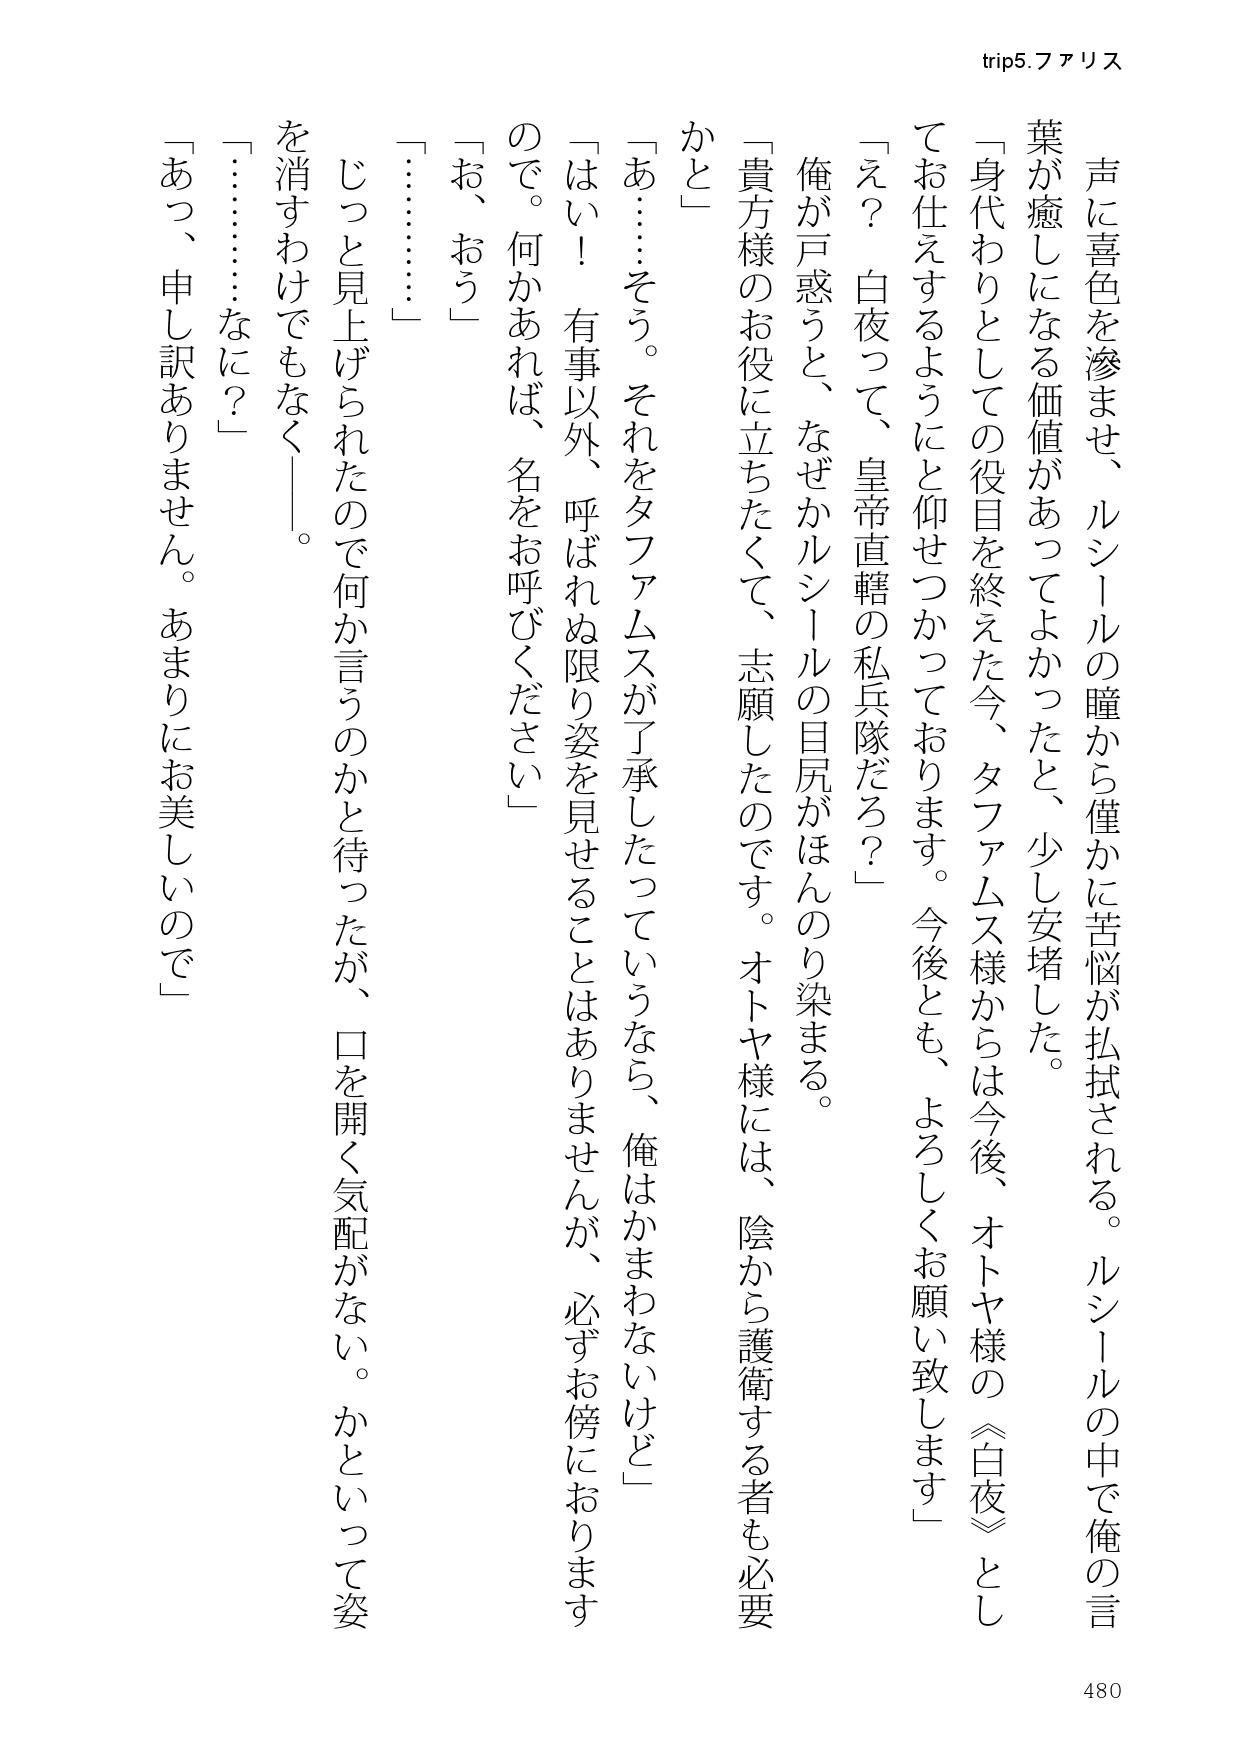 trip5.ファリス
　声に喜色を滲ませ、ルシールの瞳から僅かに苦悩が払拭される。ルシールの中で俺の言
葉が癒しになる価値があってよかったと、少し安堵した。
「身代わりとしての役目を終えた今、タファムス様からは今後、オトヤ様の《白夜》とし
てお仕えするようにと仰せつかっております。今後とも、よろしくお願い致します」
「え？　白夜って、皇帝直轄の私兵隊だろ？」
　俺が戸惑うと、なぜかルシールの目尻がほんのり染まる。
「貴方様のお役に立ちたくて、志願したのです。オトヤ様には、陰から護衛する者も必要
かと」
「あ……そう。それをタファムスが了承したっていうなら、俺はかまわないけど」
「はい！　有事以外、呼ばれぬ限り姿を見せることはありませんが、必ずお傍におります
ので。何かあれば、名をお呼びください」
「お、おう」
「…………」
　じっと見上げられたので何か言うのかと待ったが、口を開く気配がない。かといって姿
を消すわけでもなく――。
「…………なに？」
「あっ、申し訳ありません。あまりにお美しいので」
480